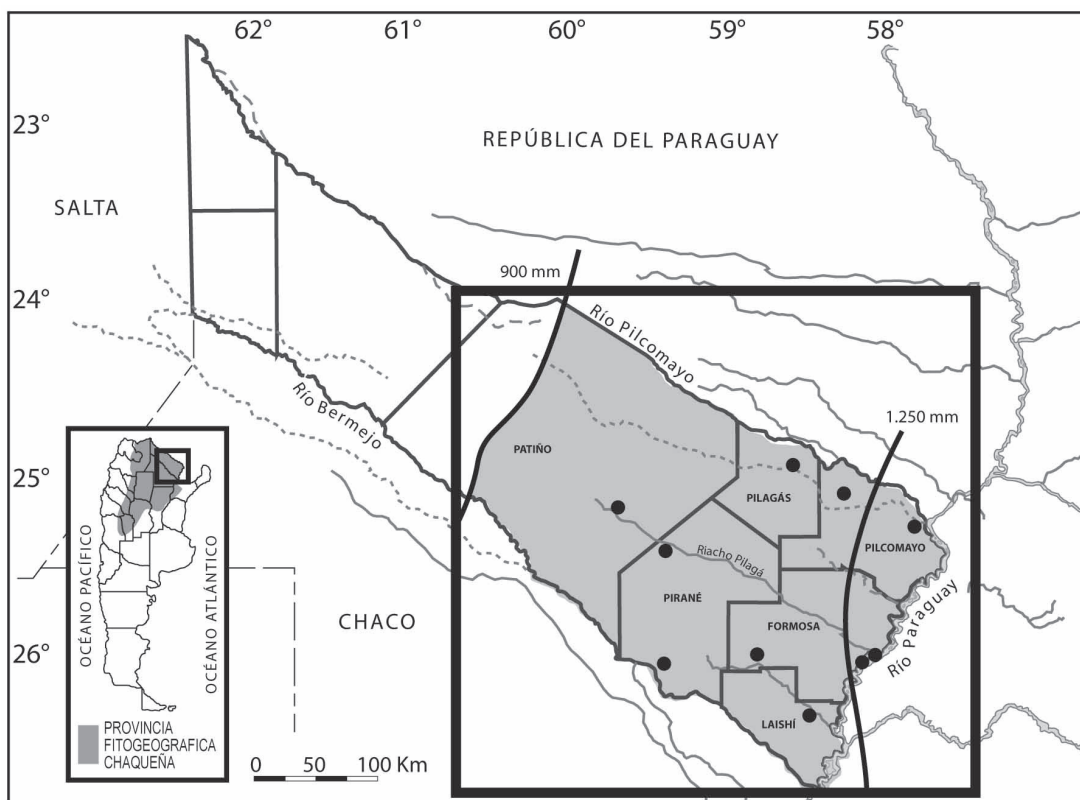 62° 61° 60° 59° 58°
23°
REPÚBLICA DEL PARAGUAY
SALTA
900 mm
24°
Río Pilcomayo
Río Bermejo
1.250 mm
PATIÑO
25°
PILAGÁS
PILCOMAYO
Riacho Pilagá
OCÉANO PACÍFICO
OCÉANO ATLÁNTICO
PIRANÉ
CHACO
FORMOSA
Río Paraguay
26°
LAISHÍ
PROVINCIA
FITOGEOGRAFICA
CHAQUEÑA
0 50 100 Km